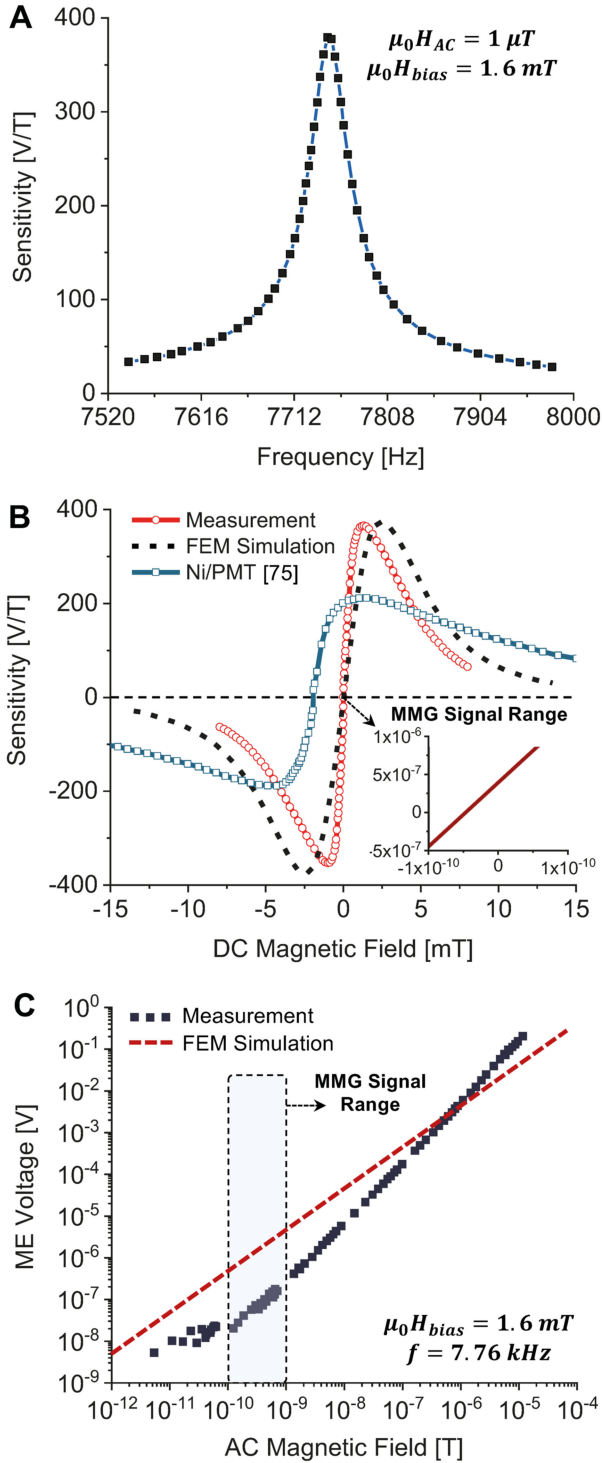 A
400
300
200
100
0
Sensitivity [V/T]
μ₀H_AC = 1 μT
μ₀H_bias = 1.6 mT
7520 7616 7712 7808 7904 8000
Frequency [Hz]
B
400
200
0
-200
-400
Sensitivity [V/T]
Measurement
FEM Simulation
Ni/PMT [75]
MMG Signal Range
1x10⁻⁶
5x10⁻⁷
0
-5x10⁻⁷
-1x10⁻¹⁰ 0 1x10⁻¹⁰
-15 -10 -5 0 5 10 15
DC Magnetic Field [mT]
C
10⁰
10⁻¹
10⁻²
10⁻³
10⁻⁴
10⁻⁵
10⁻⁶
10⁻⁷
10⁻⁸
10⁻⁹
ME Voltage [V]
Measurement
FEM Simulation
MMG Signal
Range
μ₀H_bias = 1.6 mT
f = 7.76 kHz
10⁻¹² 10⁻¹¹ 10⁻¹⁰ 10⁻⁹ 10⁻⁸ 10⁻⁷ 10⁻⁶ 10⁻⁵ 10⁻⁴
AC Magnetic Field [T]